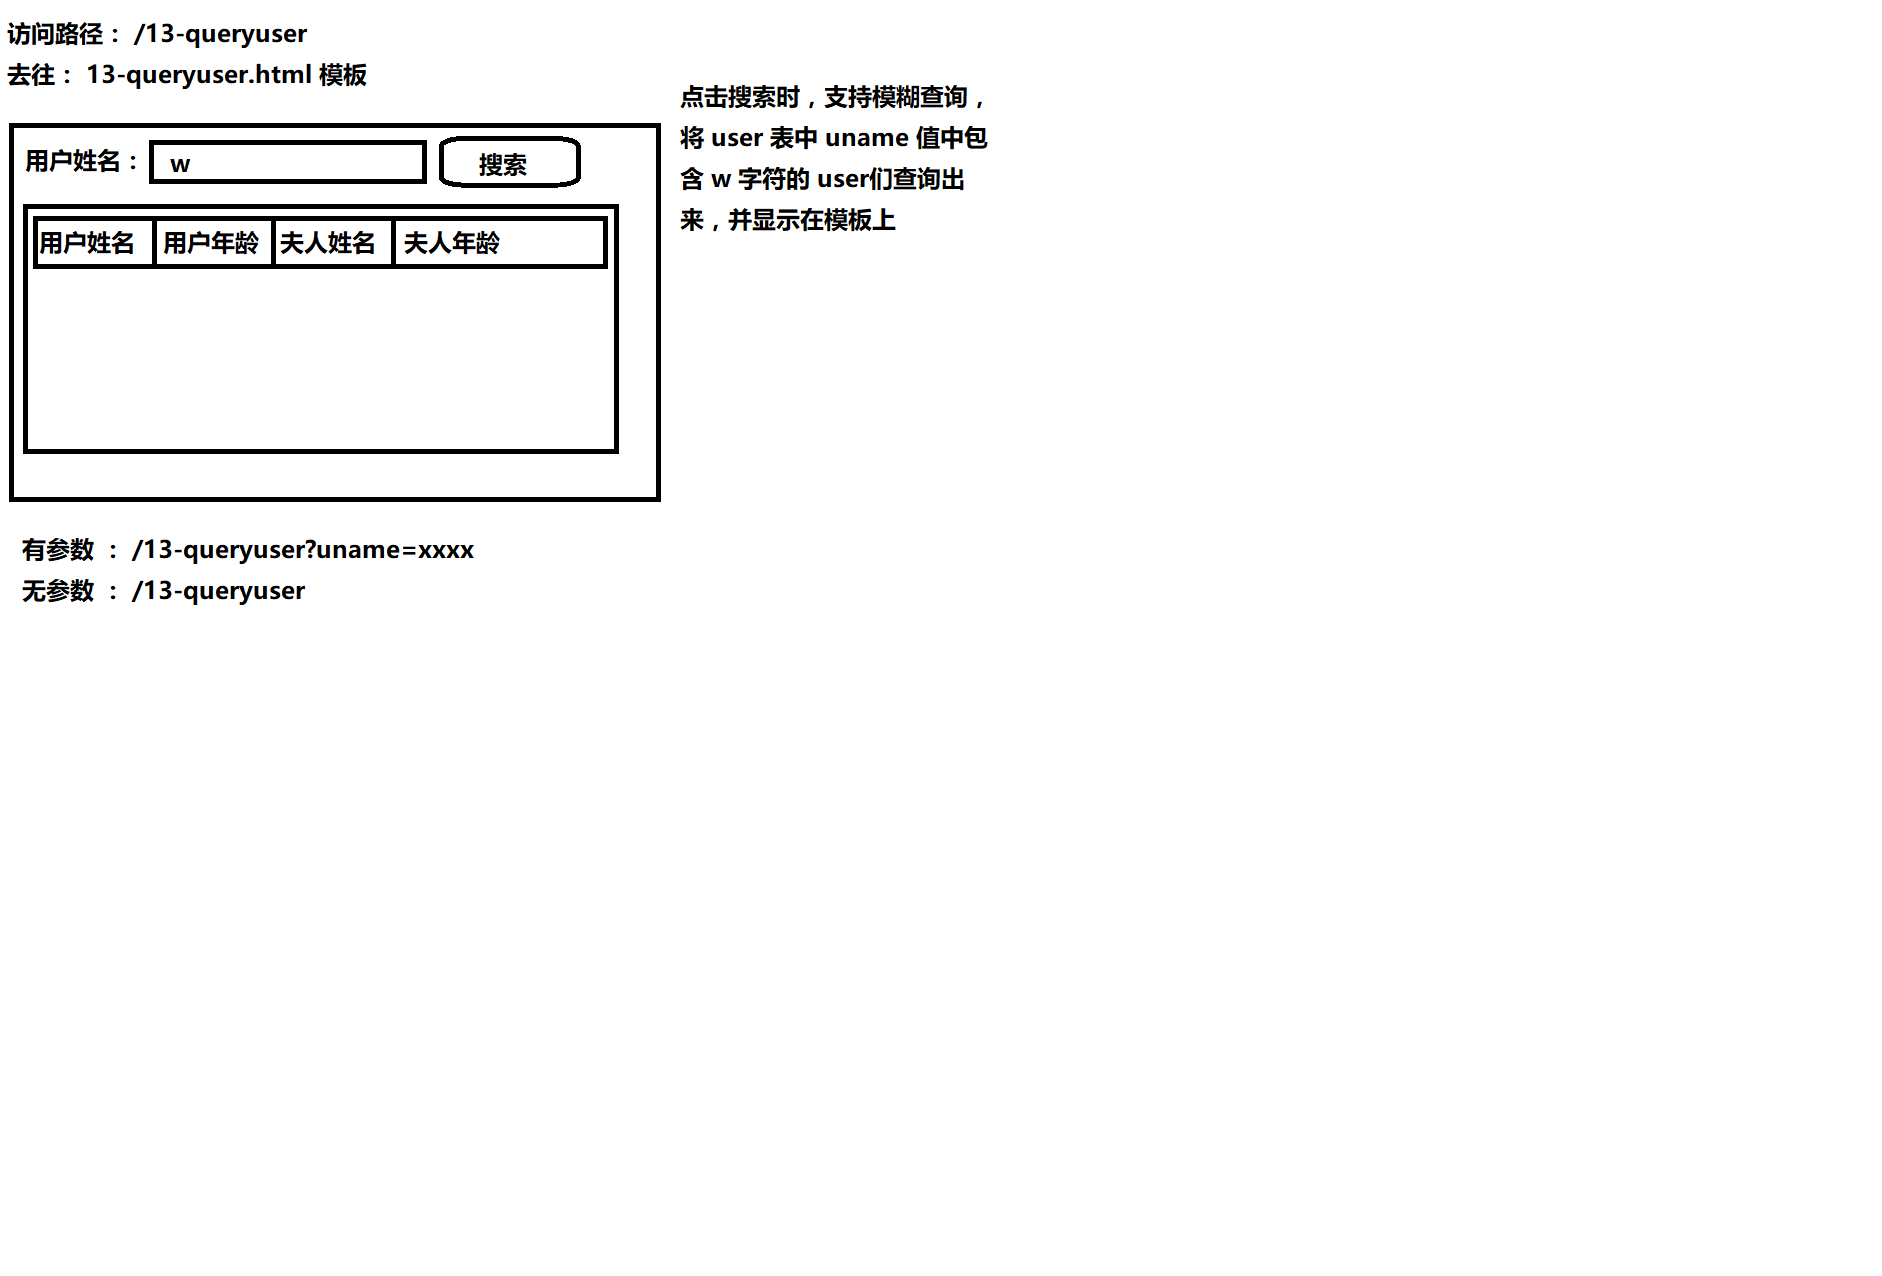 访问路径： /13-queryuser
去往： 13-queryuser.html 模板
点击搜索时，支持模糊查询，
将 user 表中 uname 值中包
含 w 字符的 user们查询出
来，并显示在模板上
用户姓名： w 搜索
用户姓名 用户年龄 夫人姓名 夫人年龄
有参数 ： /13-queryuser?uname=xxxx
无参数 ： /13-queryuser